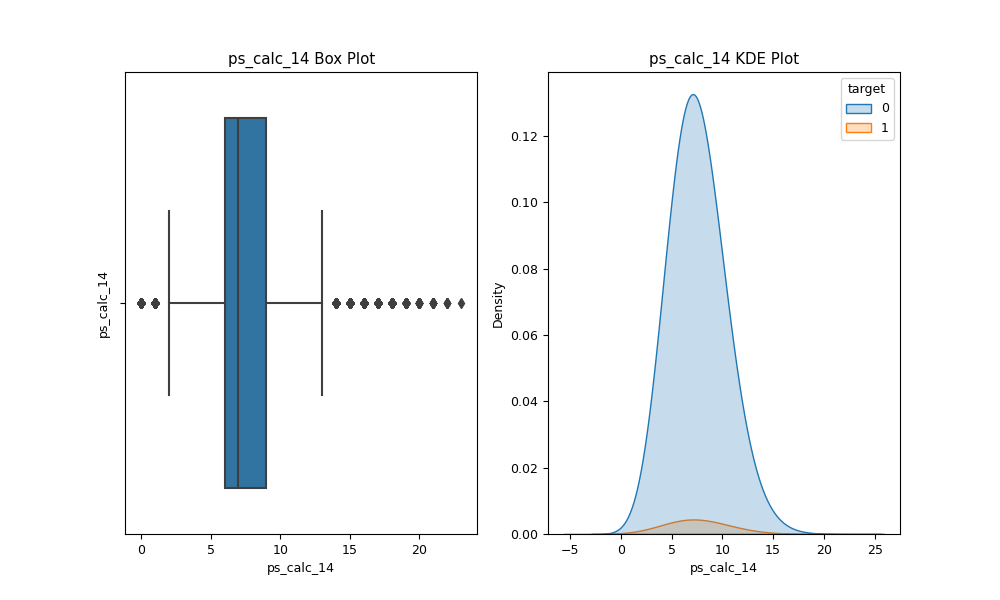 ps_calc_14 Box Plot
ps_calc_14
0 5 10 15 20
ps_calc_14
ps_calc_14 KDE Plot
target
0
1
Density
0.12
0.10
0.08
0.06
0.04
0.02
0.00
−5 0 5 10 15 20 25
ps_calc_14